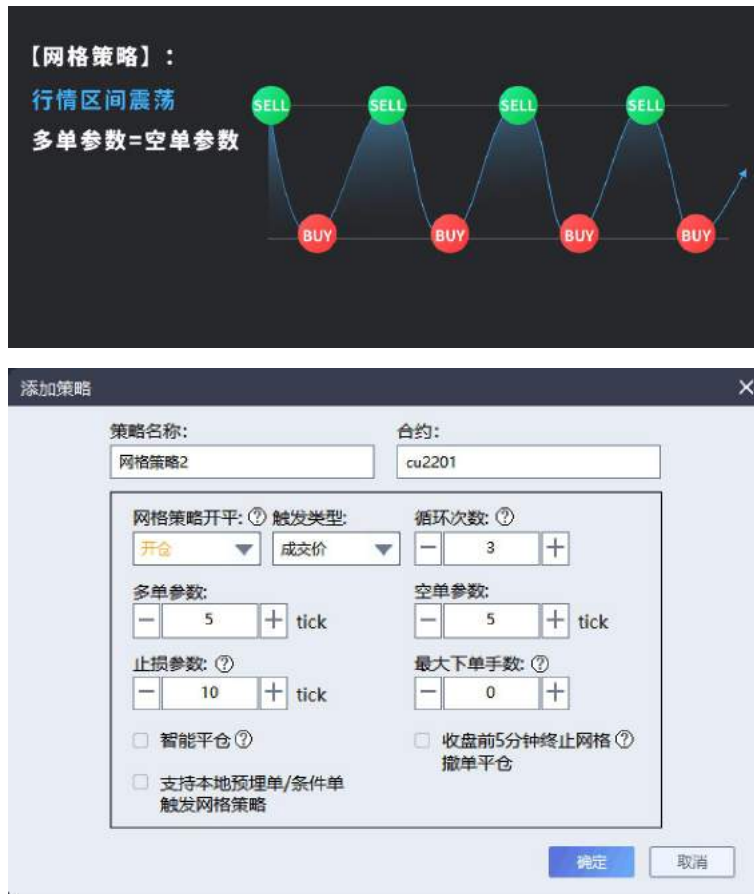 【网格策略】：
行情区间震荡
多单参数=空单参数
SELL SELL SELL SELL
BUY BUY BUY BUY
添加策略
策略名称: 合约:
网格策略2 cu2201
网格策略开平: ? 触发类型: 循环次数: ?
开仓 成交价 − 3 +
多单参数: 空单参数:
− 5 + tick − 5 + tick
止损参数: ? 最大下单手数: ?
− 10 + tick − 0 +
智能平仓 ? 收盘前5分钟终止网格 ?
撤单平仓
支持本地预埋单/条件单
触发网格策略
确定 取消